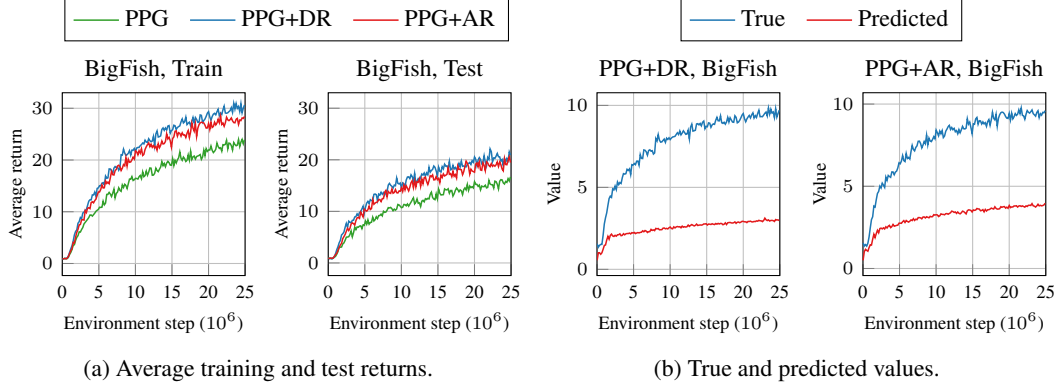 PPG PPG+DR PPG+AR
True Predicted
BigFish, Train
BigFish, Test
PPG+DR, BigFish
PPG+AR, BigFish
Average return
30
20
10
0
0 5 10 15 20 25
Environment step (10^6)
Average return
30
20
10
0
0 5 10 15 20 25
Environment step (10^6)
Value
10
5
0
0 5 10 15 20 25
Environment step (10^6)
Value
10
5
0
0 5 10 15 20 25
Environment step (10^6)
(a) Average training and test returns.
(b) True and predicted values.